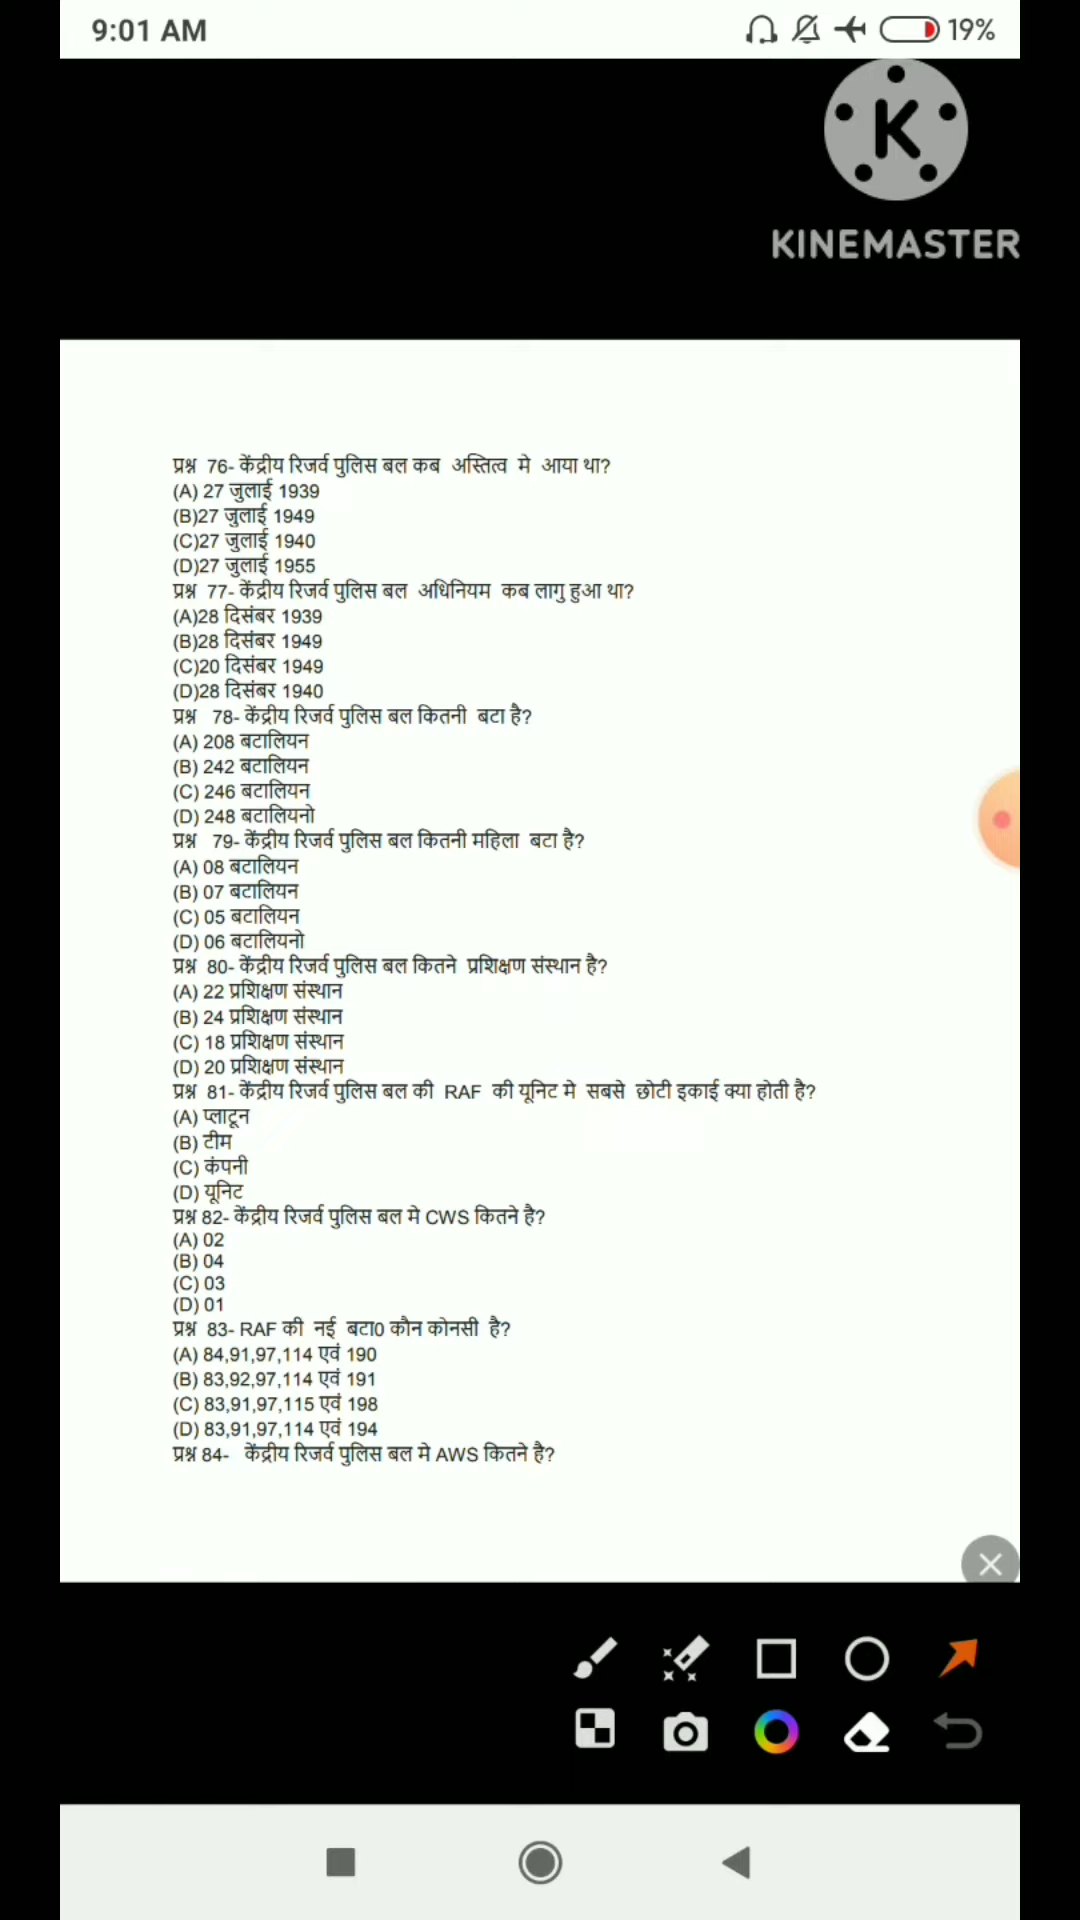 9:01 AM
19%
K
KINEMASTER
प्रश्न 76- केंद्रीय रिजर्व पुलिस बल कब अस्तित्व मे आया था?
(A) 27 जुलाई 1939
(B)27 जुलाई 1949
(C)27 जुलाई 1940
(D)27 जुलाई 1955
प्रश्न 77- केंद्रीय रिजर्व पुलिस बल अधिनियम कब लागु हुआ था?
(A)28 दिसंबर 1939
(B)28 दिसंबर 1949
(C)20 दिसंबर 1949
(D)28 दिसंबर 1940
प्रश्न 78- केंद्रीय रिजर्व पुलिस बल कितनी बटा है?
(A) 208 बटालियन
(B) 242 बटालियन
(C) 246 बटालियन
(D) 248 बटालियनो
प्रश्न 79- केंद्रीय रिजर्व पुलिस बल कितनी महिला बटा है?
(A) 08 बटालियन
(B) 07 बटालियन
(C) 05 बटालियन
(D) 06 बटालियनो
प्रश्न 80- केंद्रीय रिजर्व पुलिस बल कितने प्रशिक्षण संस्थान है?
(A) 22 प्रशिक्षण संस्थान
(B) 24 प्रशिक्षण संस्थान
(C) 18 प्रशिक्षण संस्थान
(D) 20 प्रशिक्षण संस्थान
प्रश्न 81- केंद्रीय रिजर्व पुलिस बल की RAF की यूनिट मे सबसे छोटी इकाई क्या होती है?
(A) प्लाटून
(B) टीम
(C) कंपनी
(D) यूनिट
प्रश्न 82- केंद्रीय रिजर्व पुलिस बल मे CWS कितने है?
(A) 02
(B) 04
(C) 03
(D) 01
प्रश्न 83- RAF की नई बटा0 कौन कोनसी है?
(A) 84,91,97,114 एवं 190
(B) 83,92,97,114 एवं 191
(C) 83,91,97,115 एवं 198
(D) 83,91,97,114 एवं 194
प्रश्न 84- केंद्रीय रिजर्व पुलिस बल मे AWS कितने है?